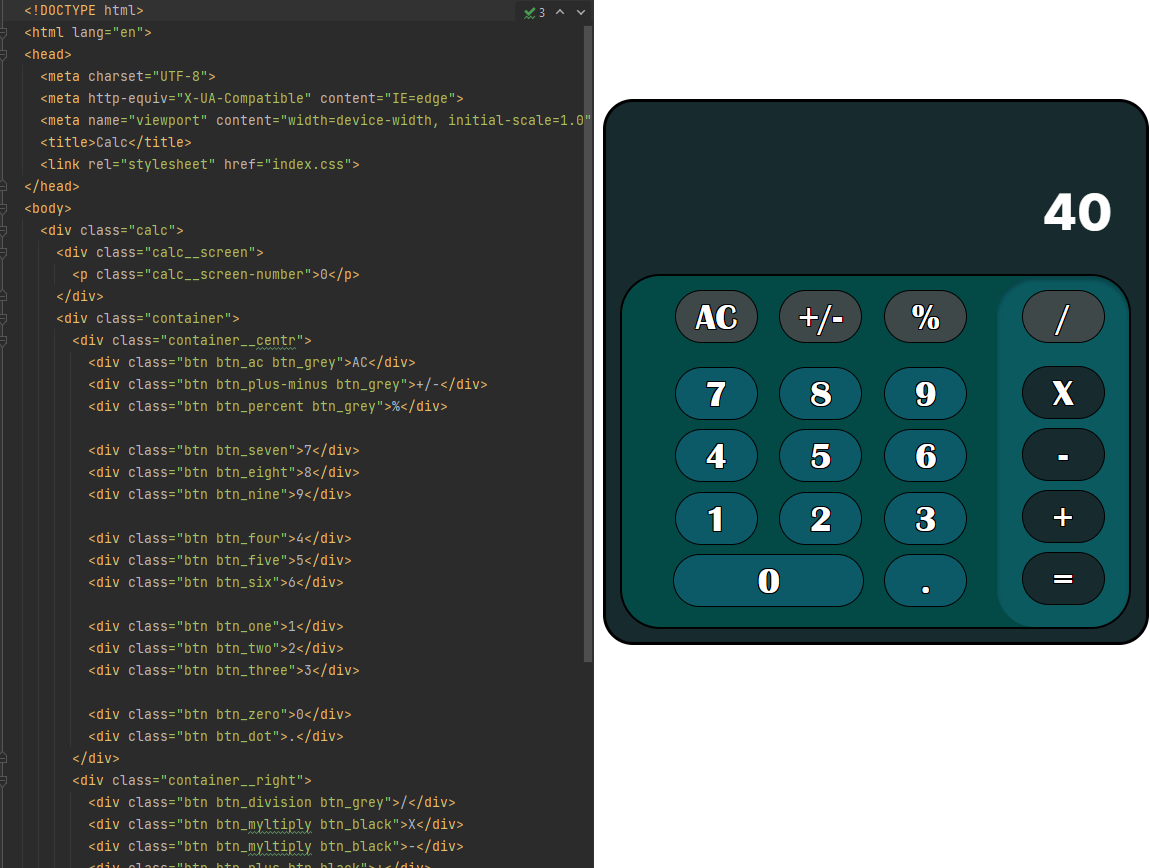 <!DOCTYPE html>
3
<html lang="en">
<head>
<meta charset="UTF-8">
<meta http-equiv="X-UA-Compatible" content="IE=edge">
<meta name="viewport" content="width=device-width, initial-scale=1.0"
<title>Calc</title>
<link rel="stylesheet" href="index.css">
</head>
<body>
<div class="calc">
<div class="calc__screen">
<p class="calc__screen-number">0</p>
</div>
<div class="container">
<div class="container__centr">
<div class="btn btn_ac btn_grey">AC</div>
<div class="btn btn_plus-minus btn_grey">+/-</div>
<div class="btn btn_percent btn_grey">%</div>
<div class="btn btn_seven">7</div>
<div class="btn btn_eight">8</div>
<div class="btn btn_nine">9</div>
<div class="btn btn_four">4</div>
<div class="btn btn_five">5</div>
<div class="btn btn_six">6</div>
<div class="btn btn_one">1</div>
<div class="btn btn_two">2</div>
<div class="btn btn_three">3</div>
<div class="btn btn_zero">0</div>
<div class="btn btn_dot">.</div>
</div>
<div class="container__right">
<div class="btn btn_division btn_grey">/</div>
<div class="btn btn_myltiply btn_black">X</div>
<div class="btn btn_myltiply btn_black">-</div>
<div class="btn btn_plus btn_black">+</div>
40
AC +/- % /
7 8 9 X
4 5 6 -
1 2 3 +
0 . =